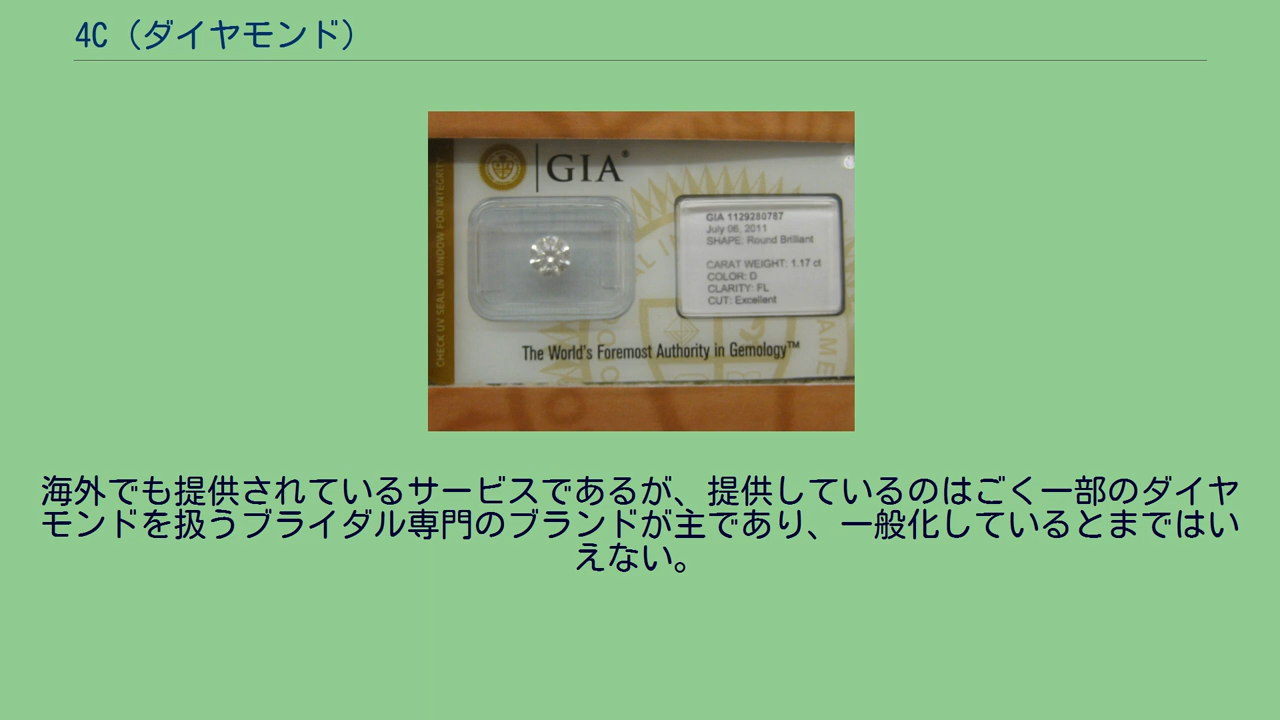 4C（ダイヤモンド）
CHECK UV SEAL IN WINDOW FOR INTEGRITY
GIA®
GIA 1129280787
July 06, 2011
SHAPE: Round Brilliant
CARAT WEIGHT: 1.17 ct
COLOR: D
CLARITY: FL
CUT: Excellent
The World's Foremost Authority in Gemology™
海外でも提供されているサービスであるが、提供しているのはごく一部のダイヤ
モンドを扱うブライダル専門のブランドが主であり、一般化しているとまではい
えない。